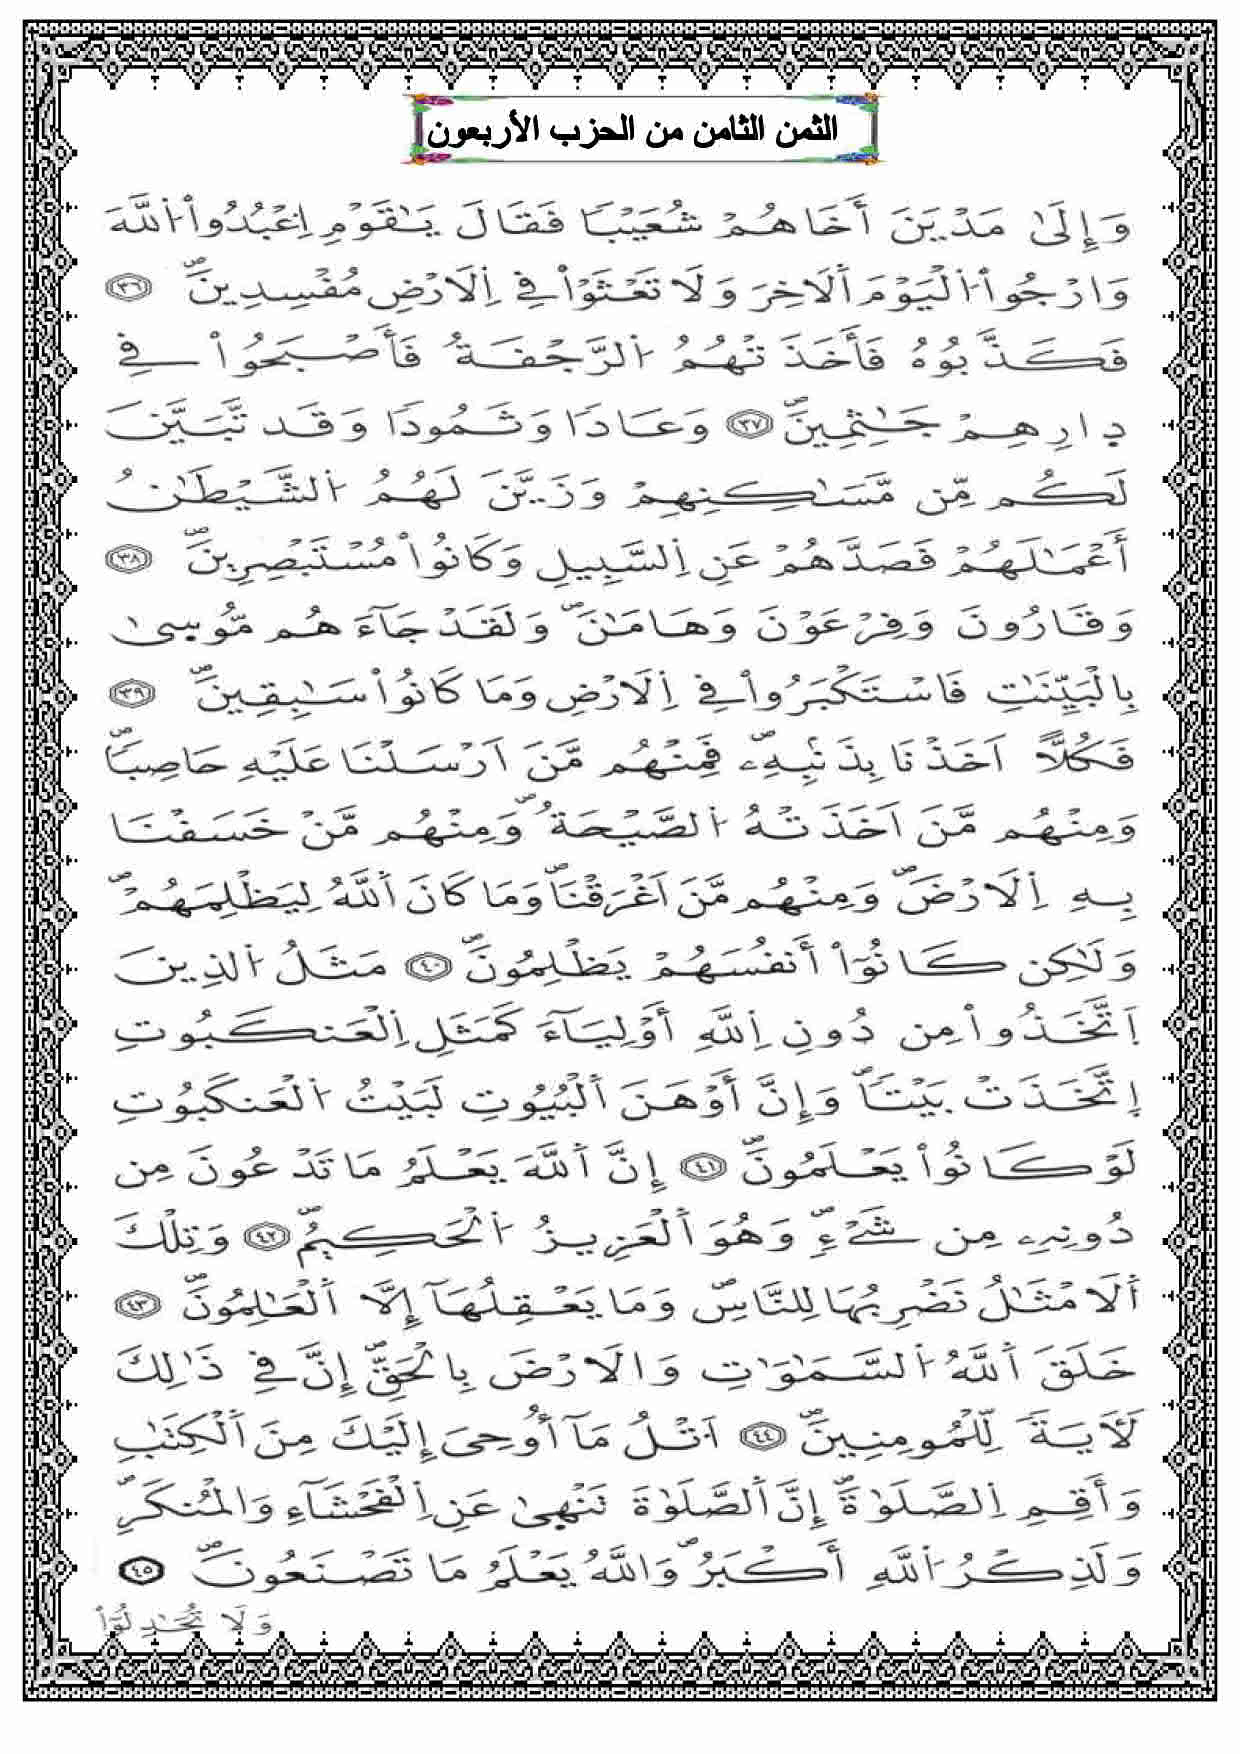 الثمن الثامن من الحزب الأربعون
وَإِلَىٰ مَدْيَنَ أَخَاهُمْ شُعَيْبٗا فَقَالَ يَٰقَوْمِ اِعْبُدُواْ اُللَّهَ
وَارْجُواْ اُلْيَوْمَ اَلَاخِرَ وَلَا تَعْثَوْاْ فِي اِلَارْضِ مُفْسِدِينَۖ ٣٦
فَكَذَّبُوهُ فَأَخَذَتْهُمُ اُلرَّجْفَةُ فَأَصْبَحُواْ فِي
دِارِهِمْ جَٰثِمِينَۖ ٣٧ وَعَادٗا وَثَمُودٗا وَقَد تَّبَيَّنَ
لَكُم مِّن مَّسَٰكِنِهِمْ وَزَيَّنَ لَهُمُ اُلشَّيْطَٰنُ
أَعْمَٰلَهُمْ فَصَدَّهُمْ عَنِ اِلسَّبِيلِ وَكَانُواْ مُسْتَبْصِرِينَۖ ٣٨
وَقَارُونَ وَفِرْعَوْنَ وَهَامَٰنَۖ وَلَقَدْ جَآءَهُم مُّوسِىٰ
بِالْبَيِّنَٰتِ فَاسْتَكْبَرُواْ فِي اِلَارْضِ وَمَا كَانُواْ سَٰبِقِينَۖ ٣٩
فَكُلّاً اَخَذْنَا بِذَنۢبِهِۦۖ فَمِنْهُم مَّنَ اَرْسَلْنَا عَلَيْهِ حَاصِبٗاۖ
وَمِنْهُم مَّنَ اَخَذَتْهُ اُلصَّيْحَةُۖ وَمِنْهُم مَّنْ خَسَفْنَا
بِهِ اِلَارْضَۖ وَمِنْهُم مَّنَ اَغْرَقْنَاۖ وَمَا كَانَ اَللَّهُ لِيَظْلِمَهُمْۖ
وَلَٰكِن كَانُوٓاْ أَنفُسَهُمْ يَظْلِمُونَۖ ٤٠ مَثَلُ اُلذِينَ
اَتَّخَذُواْ مِن دُونِ اِللَّهِ أَوْلِيَآءَ كَمَثَلِ اِلْعَنكَبُوتِ
اِتَّخَذَتْ بَيْتٗاۖ وَإِنَّ أَوْهَنَ اَلْبُيُوتِ لَبَيْتُ اُلْعَنكَبُوتِ
لَوْ كَانُواْ يَعْلَمُونَۖ ٤١ إِنَّ اَللَّهَ يَعْلَمُ مَا تَدْعُونَ مِن
دُونِهِۦ مِن شَےْءٖۖ وَهُوَ اَلْعَزِيزُ اُلْحَكِيمُۖ ٤٢ وَتِلْكَ
اَلَامْثَٰلُ نَضْرِبُهَا لِلنَّاسِۖ وَمَا يَعْقِلُهَآ إِلَّا اَلْعَٰلِمُونَۖ ٤٣
خَلَقَ اَللَّهُ اُلسَّمَٰوَٰتِ وَالَارْضَ بِالْحَقِّۖ إِنَّ فِي ذَٰلِكَ
لَأٓيَةٗ لِّلْمُومِنِينَۖ ٤٤ اَتْلُ مَآ أُوحِيَ إِلَيْكَ مِنَ اَلْكِتَٰبِ
وَأَقِمِ اِلصَّلَوٰةَۖ إِنَّ اَلصَّلَوٰةَ تَنْهِىٰ عَنِ اِلْفَحْشَآءِ وَالْمُنكَرِۖ
وَلَذِكْرُ اُللَّهِ أَكْبَرُۖ وَاللَّهُ يَعْلَمُ مَا تَصْنَعُونَۖ ٤٥
وَلَا تُجَٰدِلُوٓاْ